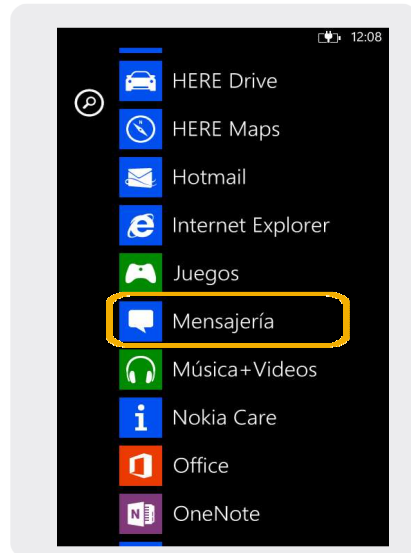 12:08
HERE Drive
HERE Maps
Hotmail
Internet Explorer
Juegos
Mensajería
Música+Videos
Nokia Care
Office
OneNote